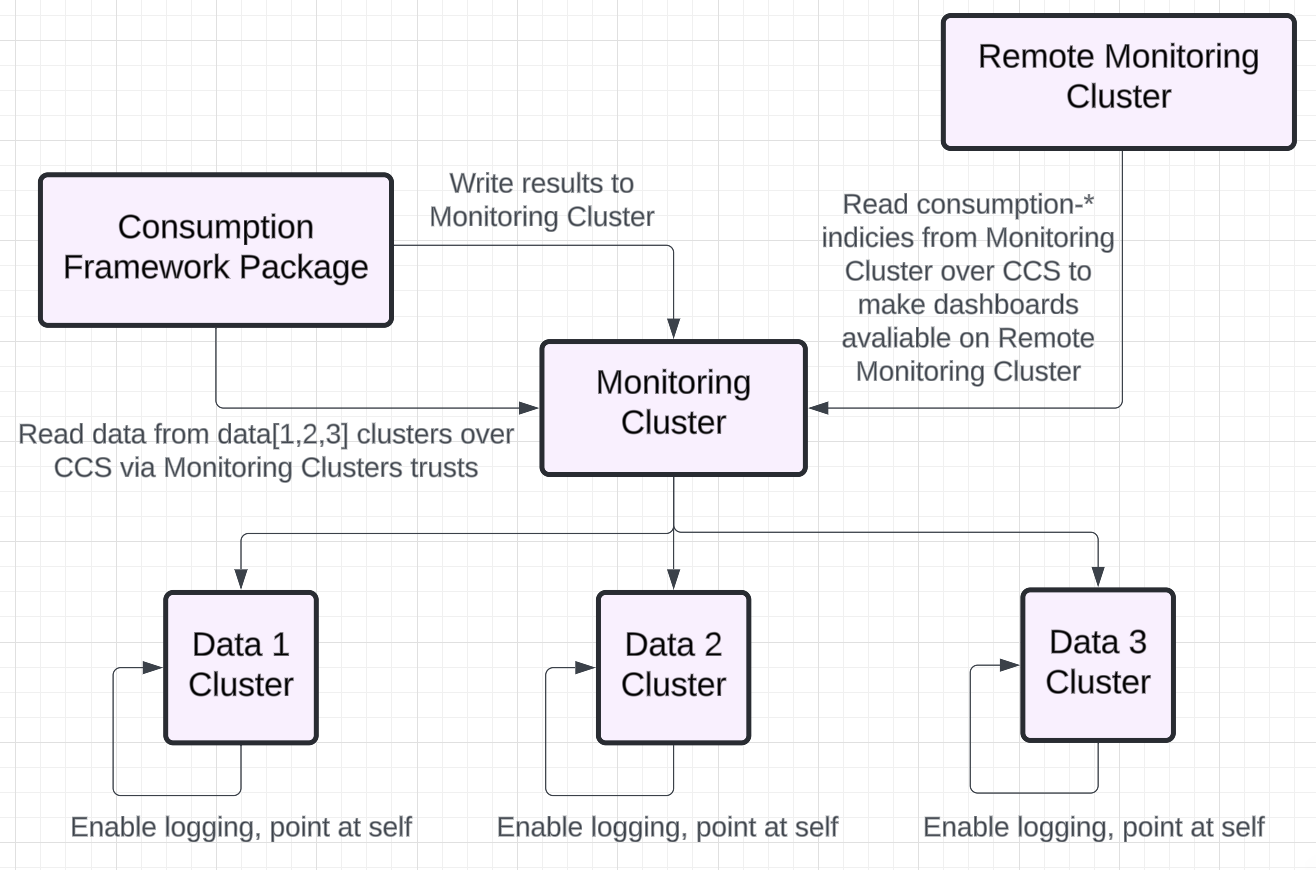 Remote Monitoring
Cluster
Consumption
Framework Package
Write results to
Monitoring Cluster
Read consumption-*
indicies from Monitoring
Cluster over CCS to
make dashboards
avaliable on Remote
Monitoring Cluster
Monitoring
Cluster
Read data from data[1,2,3] clusters over
CCS via Monitoring Clusters trusts
Data 1
Cluster
Data 2
Cluster
Data 3
Cluster
Enable logging, point at self
Enable logging, point at self
Enable logging, point at self